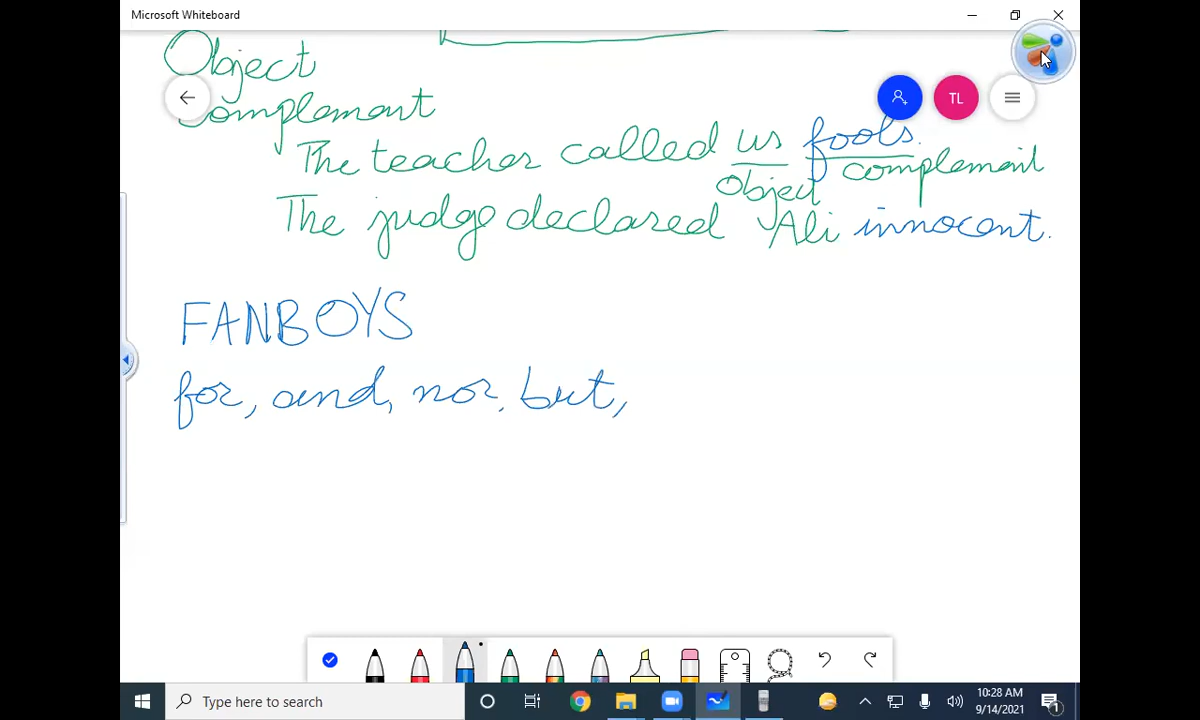 Microsoft Whiteboard
Object
Complement
TL
The teacher called us fools.
Object complement
The judge declared Ali innocent.
FANBOYS
for, and, nor, but,
Type here to search
10:28 AM
9/14/2021
1